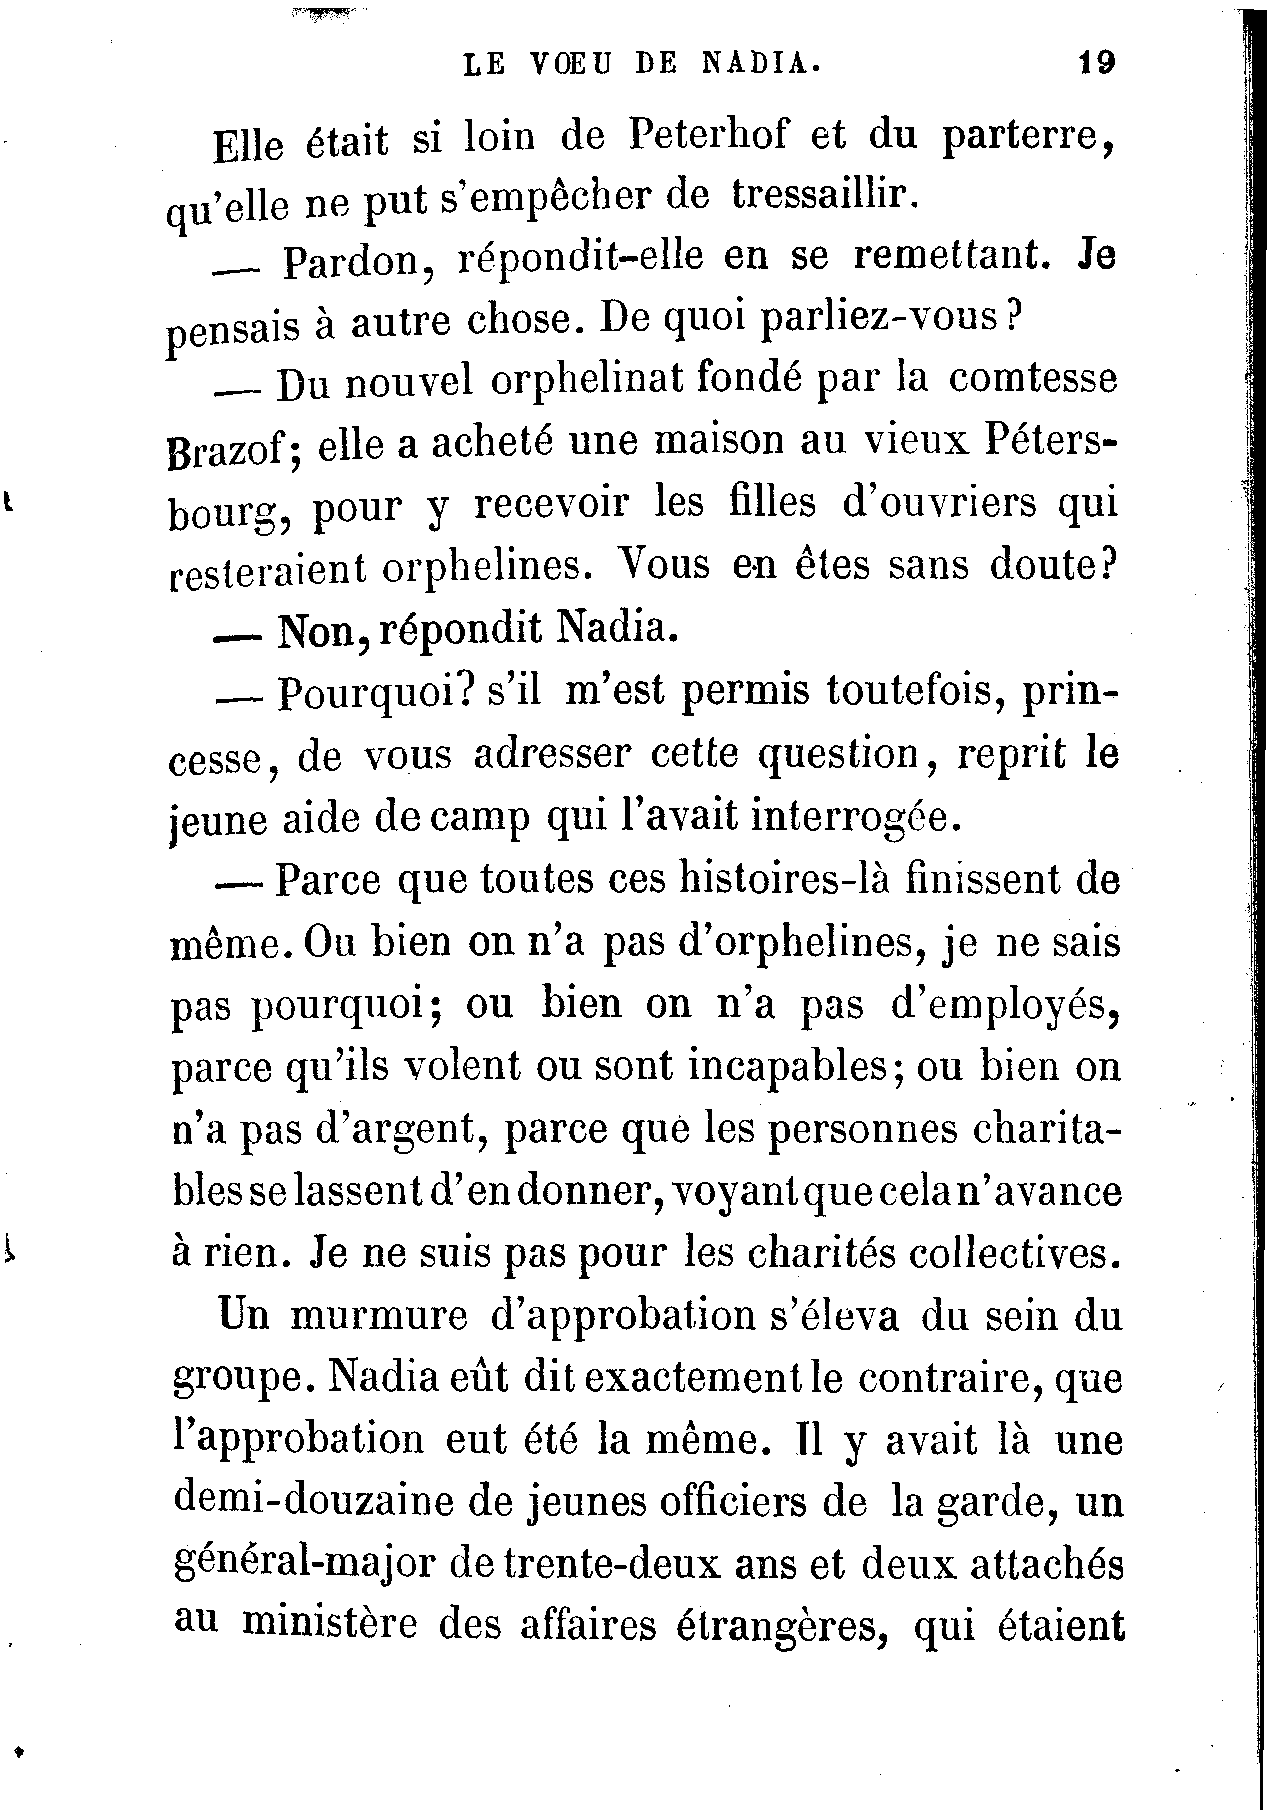 LE VŒU DE NADIA. 19
Elle était si loin de Peterhof et du parterre,
qu'elle ne put s'empêcher de tressaillir.
— Pardon, répondit-elle en se remettant. Je
pensais à autre chose. De quoi parliez-vous ?
— Du nouvel orphelinat fondé par la comtesse
Brazof; elle a acheté une maison au vieux Péters-
bourg, pour y recevoir les filles d'ouvriers qui
resteraient orphelines. Vous en êtes sans doute?
— Non, répondit Nadia.
— Pourquoi? s'il m'est permis toutefois, prin-
cesse, de vous adresser cette question, reprit le
jeune aide de camp qui l'avait interrogée.
— Parce que toutes ces histoires-là finissent de
même. Ou bien on n'a pas d'orphelines, je ne sais
pas pourquoi; ou bien on n'a pas d'employés,
parce qu'ils volent ou sont incapables; ou bien on
n'a pas d'argent, parce que les personnes charita-
bles se lassent d'en donner, voyant que cela n'avance
à rien. Je ne suis pas pour les charités collectives.
Un murmure d'approbation s'éleva du sein du
groupe. Nadia eût dit exactement le contraire, que
l'approbation eut été la même. Il y avait là une
demi-douzaine de jeunes officiers de la garde, un
général-major de trente-deux ans et deux attachés
au ministère des affaires étrangères, qui étaient